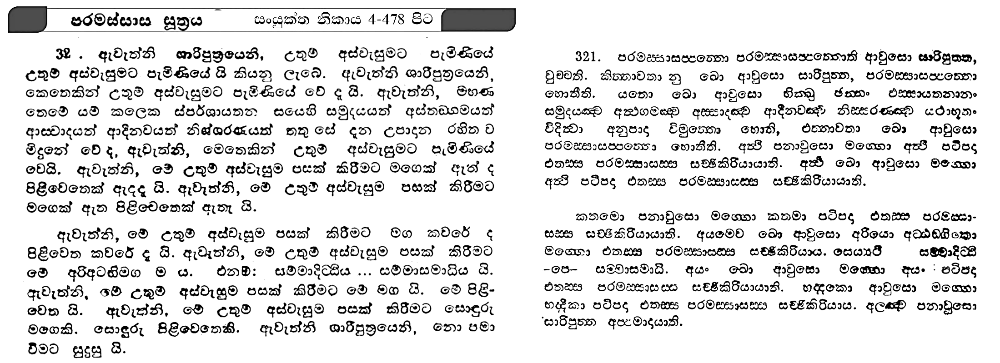 පරමස්සාස සූත්‍රය සංයුක්ත නිකාය 4-478 පිට
ඇවැත්නි ශාරිපුත්‍රයෙනි, උතුම් අස්වැසුමට පැමිණියේ
උතුම් අස්වැසුමට පැමිණියේ යි කියනු ලැබේ. ඇවැත්නි ශාරිපුත්‍රයෙනි,
කෙතෙකින් උතුම් අස්වැසුමට පැමිණියේ වේ ද යි. ඇවැත්නි, මහණ
තෙමේ යම් කලෙක ස්පර්ශායතන සයෙහි සමුදයයත් අස්තඞ්ගමයත්
ආස්වාදයත් ආදීනවයත් නිශ්ශරණයත් තතු සේ දැන උපාදාන රහිත ව
මිදුනේ වේ ද, ඇවැත්නි, මෙතෙකින් උතුම් අස්වැසුමට පැමිණියේ
වෙයි. ඇවැත්නි, මේ උතුම් අස්වැසුම පසක් කිරීමට මගෙක් ඇත් ද
පිළිවෙතෙක් ඇද්ද යි. ඇවැත්නි, මේ උතුම් අස්වැසුම පසක් කිරීමට
මගෙක් ඇත පිළිවෙතෙක් ඇතැ යි.
ඇවැත්නි, මේ උතුම් අස්වැසුම පසක් කිරීමට මග කවරේ ද
පිළිවෙත කවරේ ද යි. ඇවැත්නි, මේ උතුම් අස්වැසුම පසක් කිරීමට
මේ අරිඅටඟිමග ම ය. එනම්: සම්මාදිට්ඨිය ... සම්මාසමාධිය යි.
ඇවැත්නි, මේ උතුම් අස්වැසුම පසක් කිරීමට මේ මග යි. මේ පිළි-
වෙත යි. ඇවැත්නි, මේ උතුම් අස්වැසුම පසක් කිරීමට සොඳුරු
මගෙකි. සොඳුරු පිළිවෙතෙකි. ඇවැත්නි ශාරිපුත්‍රයෙනි, නො පමා
වීමට සුදුසු යි.
321. පරමස්සාසප්පත්තො පරමස්සාසප්පත්තොති ආවුසො සාරිපුත්ත,
වුච්චති. කිත්තාවතා නු ඛො ආවුසො සාරිපුත්ත, පරමස්සාසප්පත්තො
හොතීති. යතො ඛො ආවුසො භික්ඛු ඡන්නං ඵස්සායතනානං
සමුදයඤ්ච අත්ථගමඤ්ච අස්සාදඤ්ච ආදීනවඤ්ච නිස්සරණඤ්ච යථාභූතං
විදිත්වා අනුපාදා විමුත්තො හොති, එත්තාවතා ඛො ආවුසො
පරමස්සාසප්පත්තො හොතීති. අත්ථි පනාවුසො මග්ගො අත්ථි පටිපදා
එතස්ස පරමස්සාසස්ස සච්ඡිකිරියායාති. අත්ථි ඛො ආවුසො මග්ගො
අත්ථි පටිපදා එතස්ස පරමස්සාසස්ස සච්ඡිකිරියායාති.
කතමො පනාවුසො මග්ගො කතමා පටිපදා එතස්ස පරමස්සා-
සස්ස සච්ඡිකිරියායාති. අයමෙව ඛො ආවුසො අරියො අට්ඨඞ්ගිකො
මග්ගො එතස්ස පරමස්සාසස්ස සච්ඡිකිරියාය. සෙය්‍යථී සම්මාදිට්ඨි
-පෙ- සම්මාසමාධි. අයං ඛො ආවුසො මග්ගො අයං පටිපදා
එතස්ස පරමස්සාසස්ස සච්ඡිකිරියායාති. භද්දකො ආවුසො මග්ගො
භද්දිකා පටිපදා එතස්ස පරමස්සාසස්ස සච්ඡිකිරියාය. අලඤ්ච පනාවුසො
සාරිපුත්ත අප්පමාදායාති.